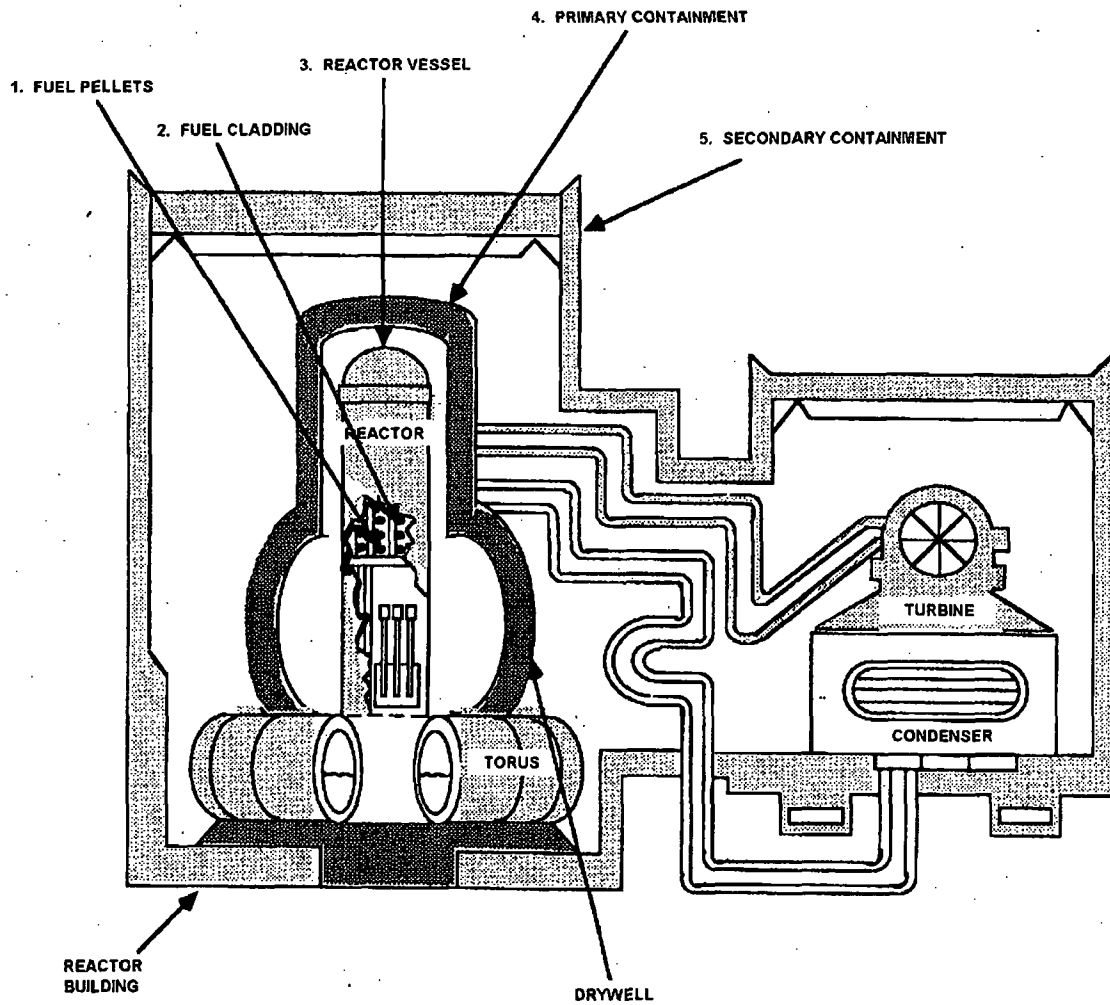 4. PRIMARY CONTAINMENT
3. REACTOR VESSEL
1. FUEL PELLETS
2. FUEL CLADDING
5. SECONDARY CONTAINMENT
REACTOR
TURBINE
CONDENSER
TORUS
REACTOR
BUILDING
DRYWELL